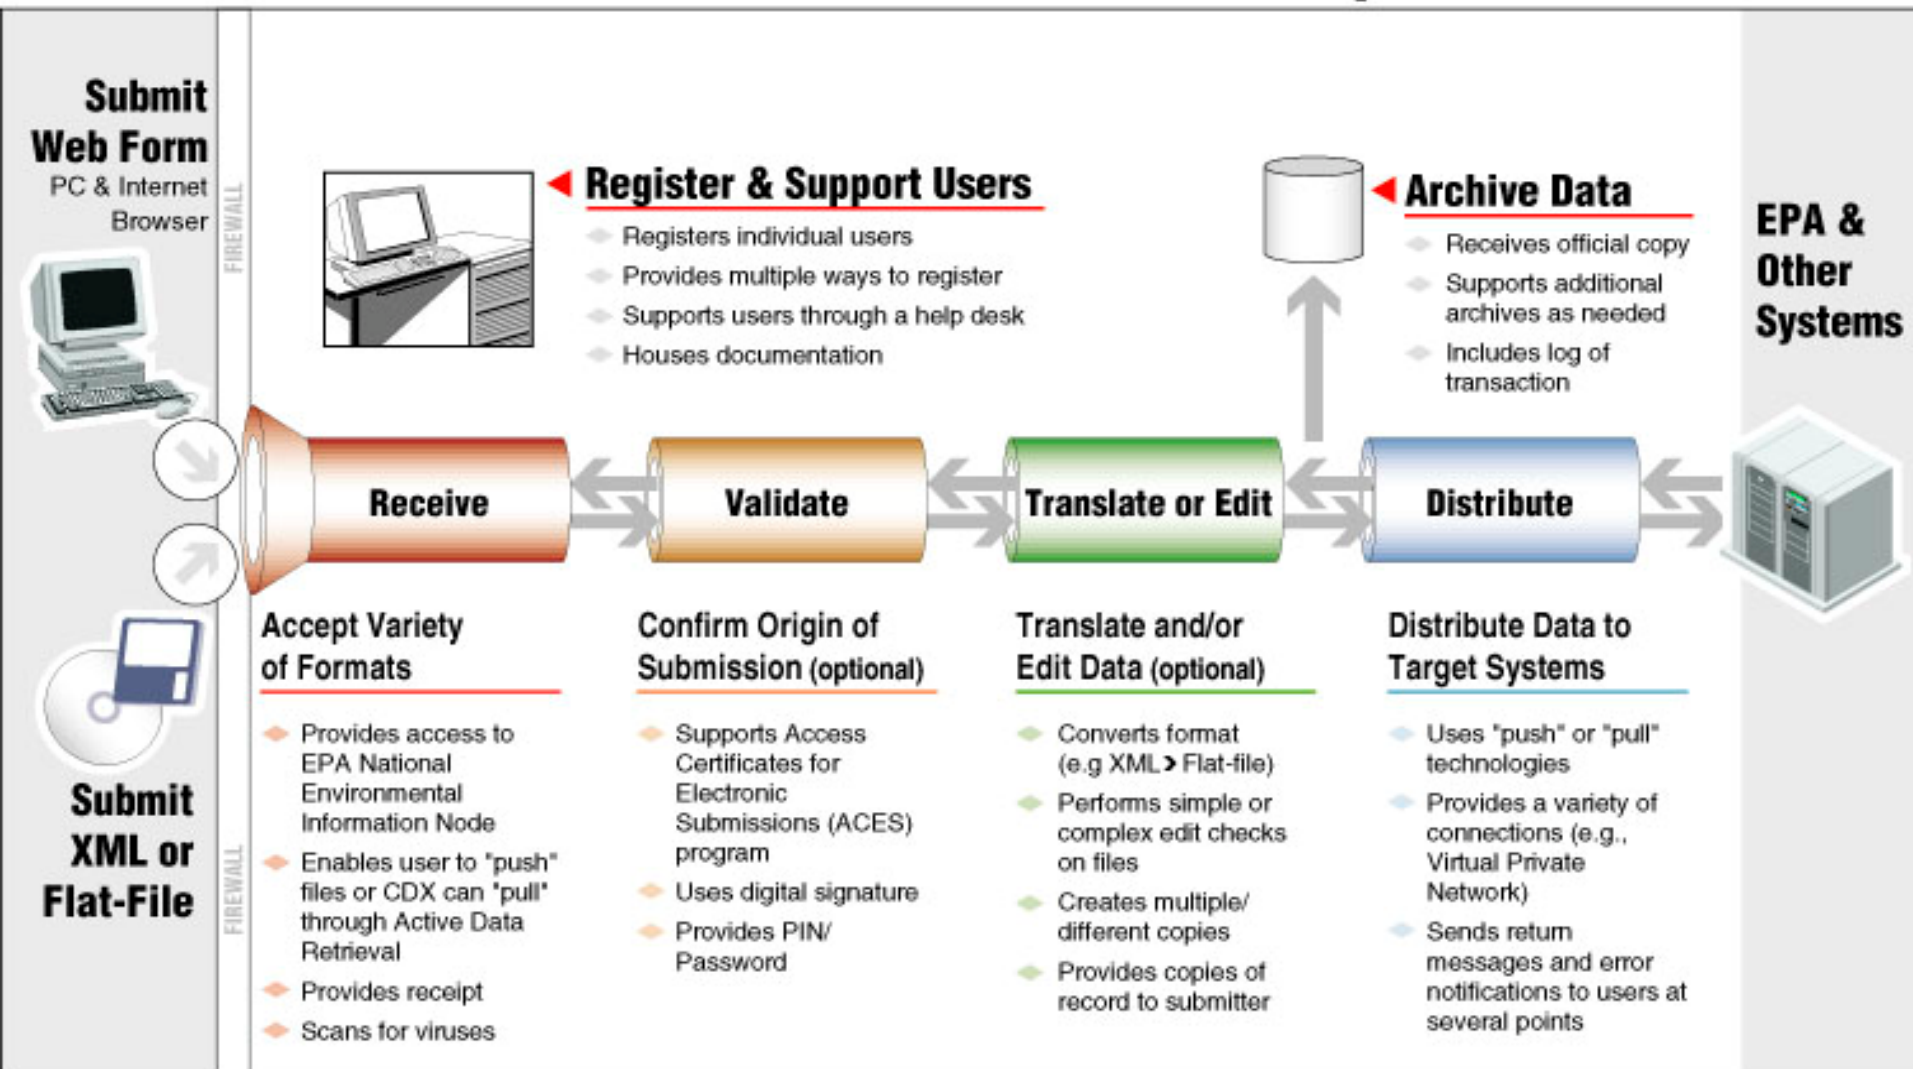 Submit
Web Form
PC & Internet
Browser
FIREWALL
Register & Support Users
Registers individual users
Provides multiple ways to register
Supports users through a help desk
Houses documentation
Archive Data
Receives official copy
Supports additional
archives as needed
Includes log of
transaction
EPA &
Other
Systems
Receive
Validate
Translate or Edit
Distribute
Accept Variety
of Formats
Provides access to
EPA National
Environmental
Information Node
Enables user to "push"
files or CDX can "pull"
through Active Data
Retrieval
Provides receipt
Scans for viruses
Confirm Origin of
Submission (optional)
Supports Access
Certificates for
Electronic
Submissions (ACES)
program
Uses digital signature
Provides PIN/
Password
Translate and/or
Edit Data (optional)
Converts format
(e.g XML > Flat-file)
Performs simple or
complex edit checks
on files
Creates multiple/
different copies
Provides copies of
record to submitter
Distribute Data to
Target Systems
Uses "push" or "pull"
technologies
Provides a variety of
connections (e.g.,
Virtual Private
Network)
Sends return
messages and error
notifications to users at
several points
Submit
XML or
Flat-File
FIREWALL